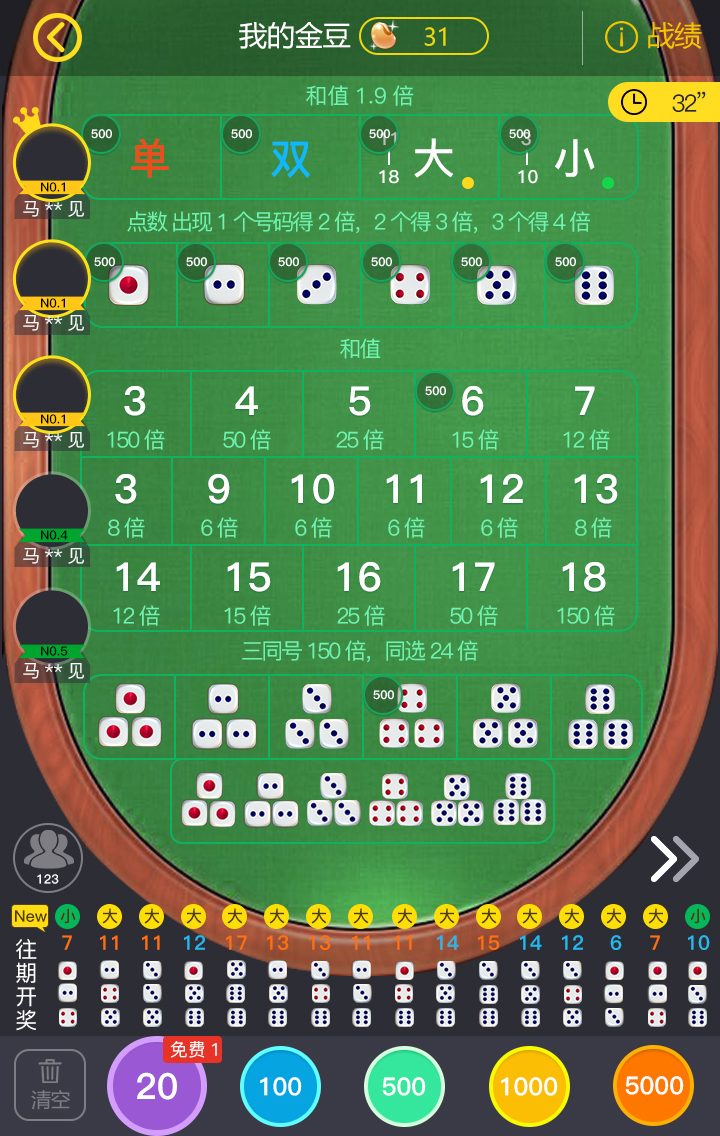 我的金豆 31 战绩
和值 1.9 倍
32”
500 单 500 双 500 11 | 18 大 500 3 | 10 小
NO.1
马 ** 见
点数 出现 1 个号码得 2 倍，2 个得 3 倍，3 个得 4 倍
500 500 500 500 500 500
NO.1
马 ** 见
和值
3 4 5 500 6 7
150 倍 50 倍 25 倍 15 倍 12 倍
NO.1
马 ** 见
3 9 10 11 12 13
8 倍 6 倍 6 倍 6 倍 6 倍 8 倍
NO.4
马 ** 见
14 15 16 17 18
12 倍 15 倍 25 倍 50 倍 150 倍
三同号 150 倍，同选 24 倍
NO.5
马 ** 见
500
123
New 小 大 大 大 大 大 大 大 大 大 大 大 大 大 大 小
7 11 11 12 17 13 13 11 11 14 15 14 12 6 7 10
往期开奖
免费 1
清空 20 100 500 1000 5000